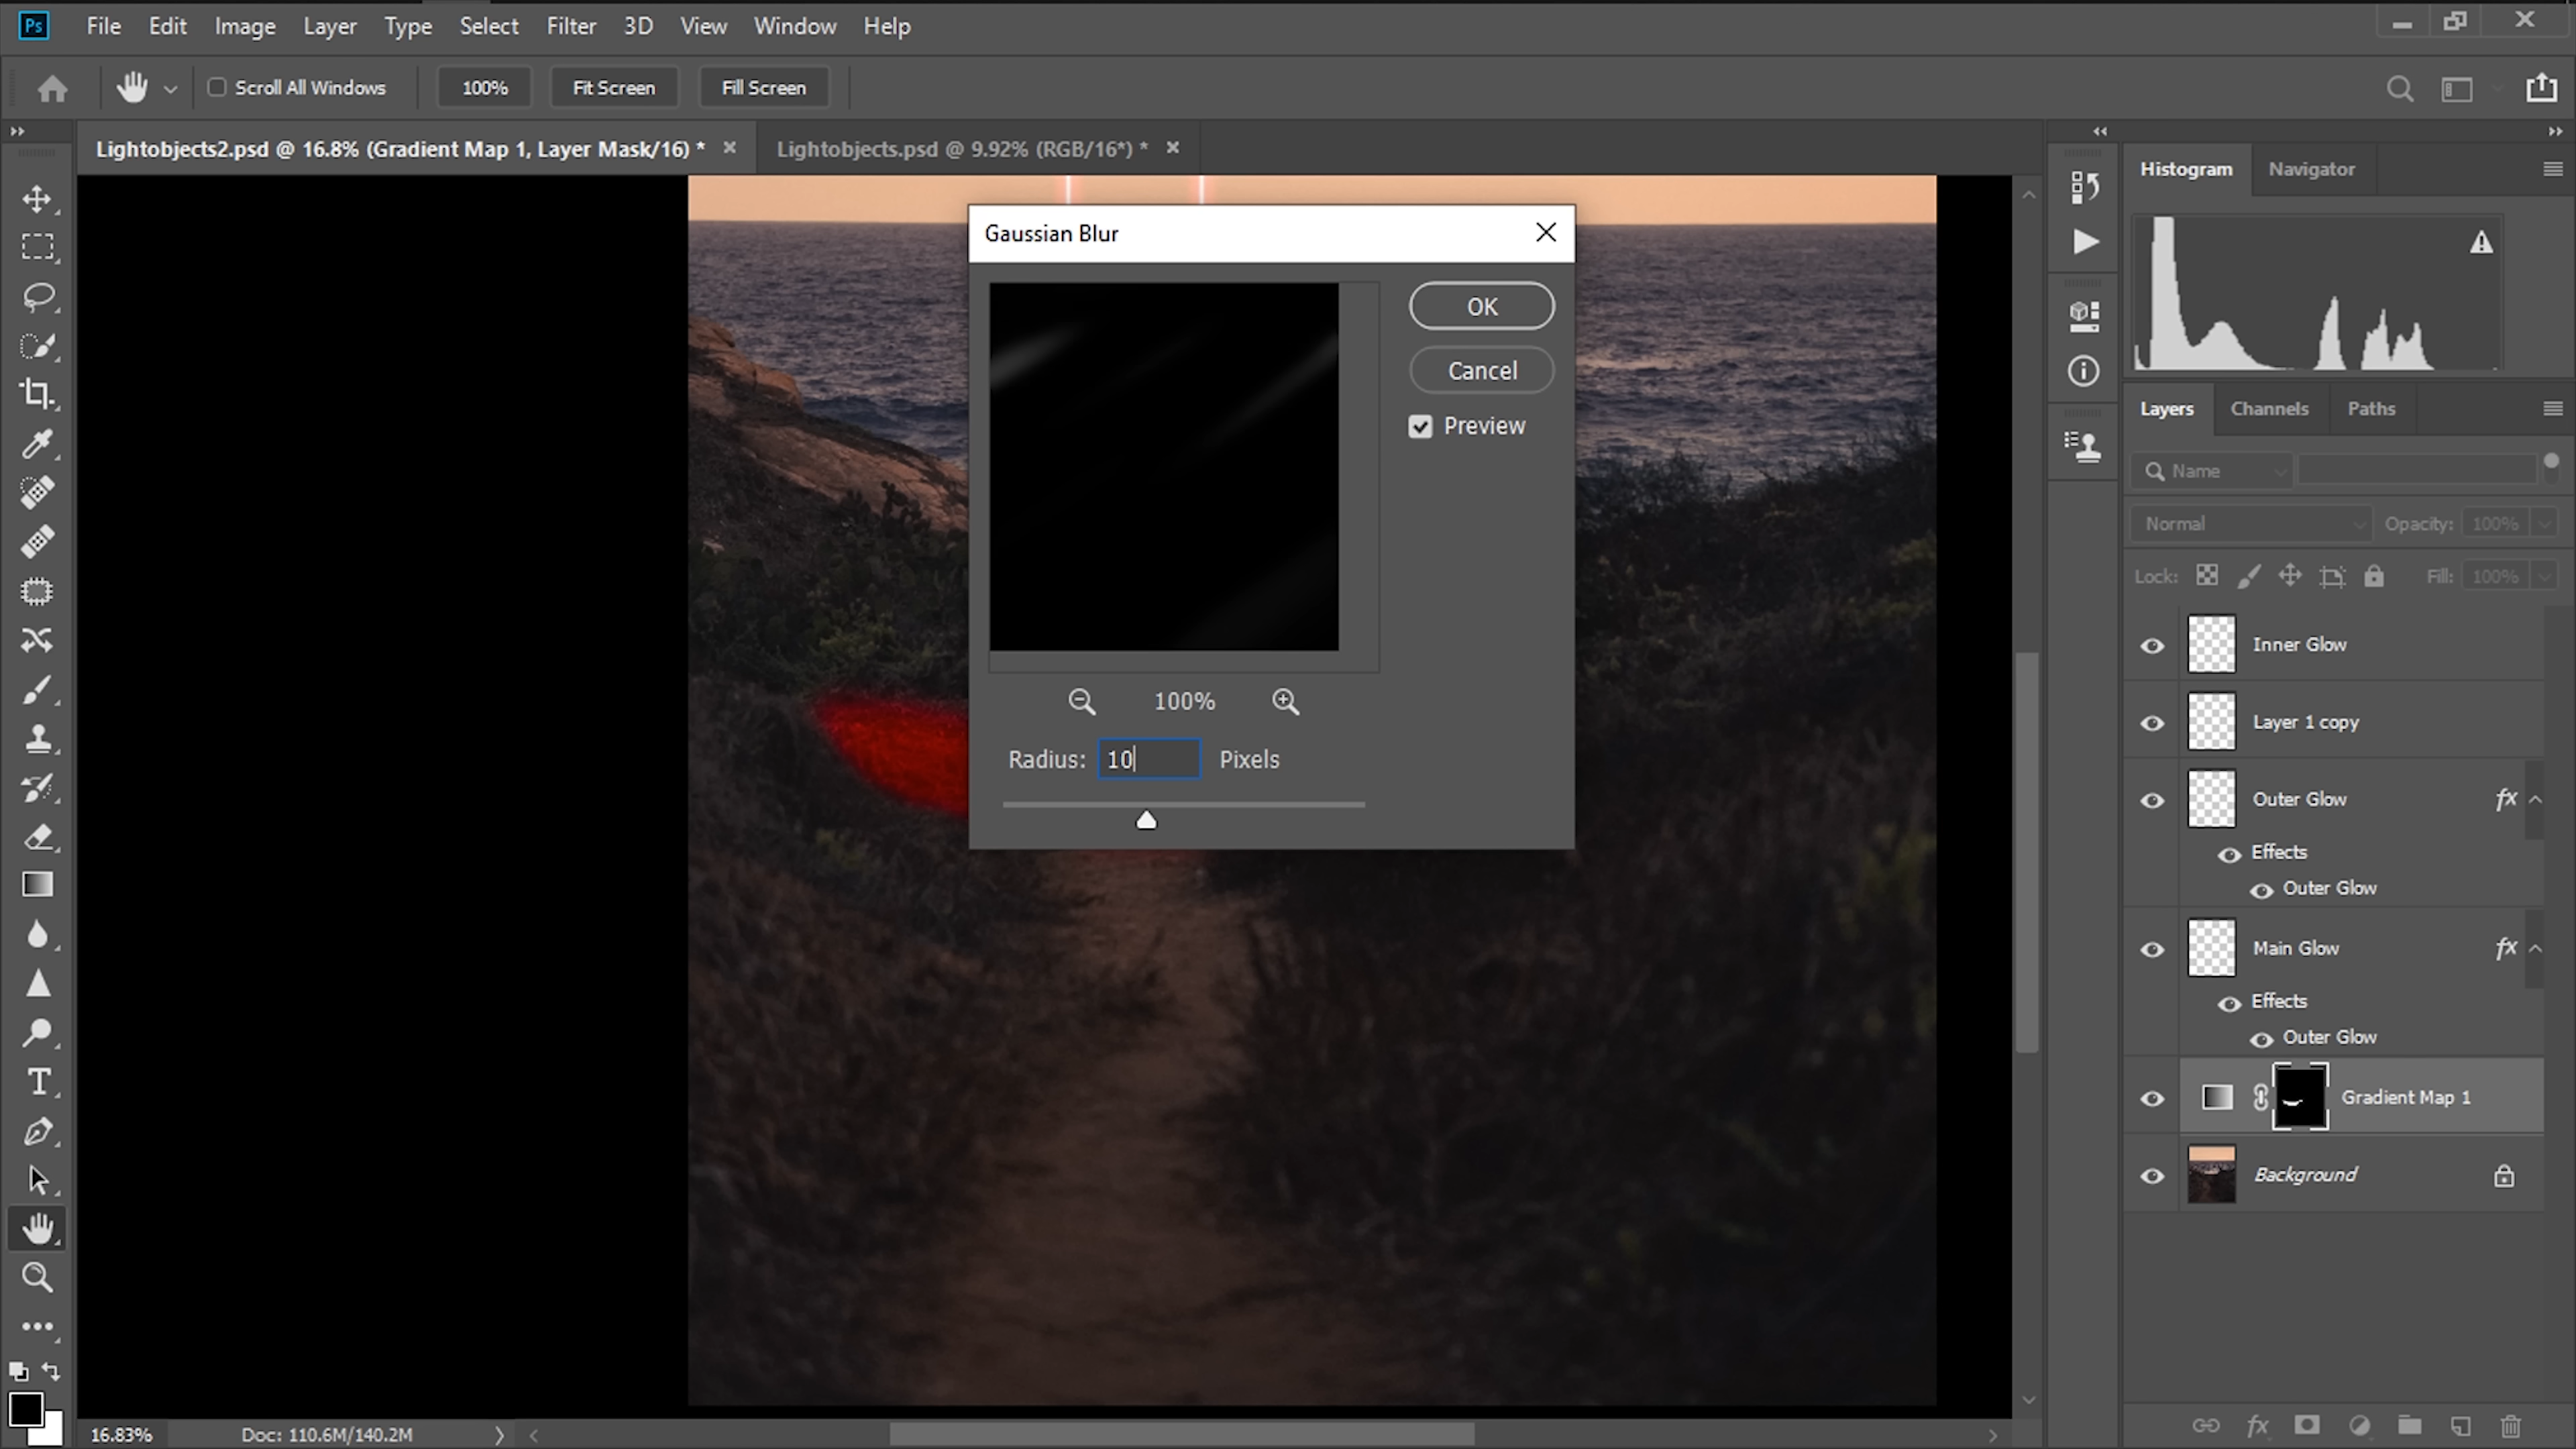 Ps File Edit Image Layer Type Select Filter 3D View Window Help
Scroll All Windows 100% Fit Screen Fill Screen
Lightobjects2.psd @ 16.8% (Gradient Map 1, Layer Mask/16) * Lightobjects.psd @ 9.92% (RGB/16*) *
Histogram Navigator
Gaussian Blur
OK
Cancel
Preview
100%
Radius: 10 Pixels
Layers Channels Paths
Name
Normal Opacity: 100%
Lock: Fill: 100%
Inner Glow
Layer 1 copy
Outer Glow fx
Effects
Outer Glow
Main Glow fx
Effects
Outer Glow
Gradient Map 1
Background
16.83% Doc: 110.6M/140.2M
fx